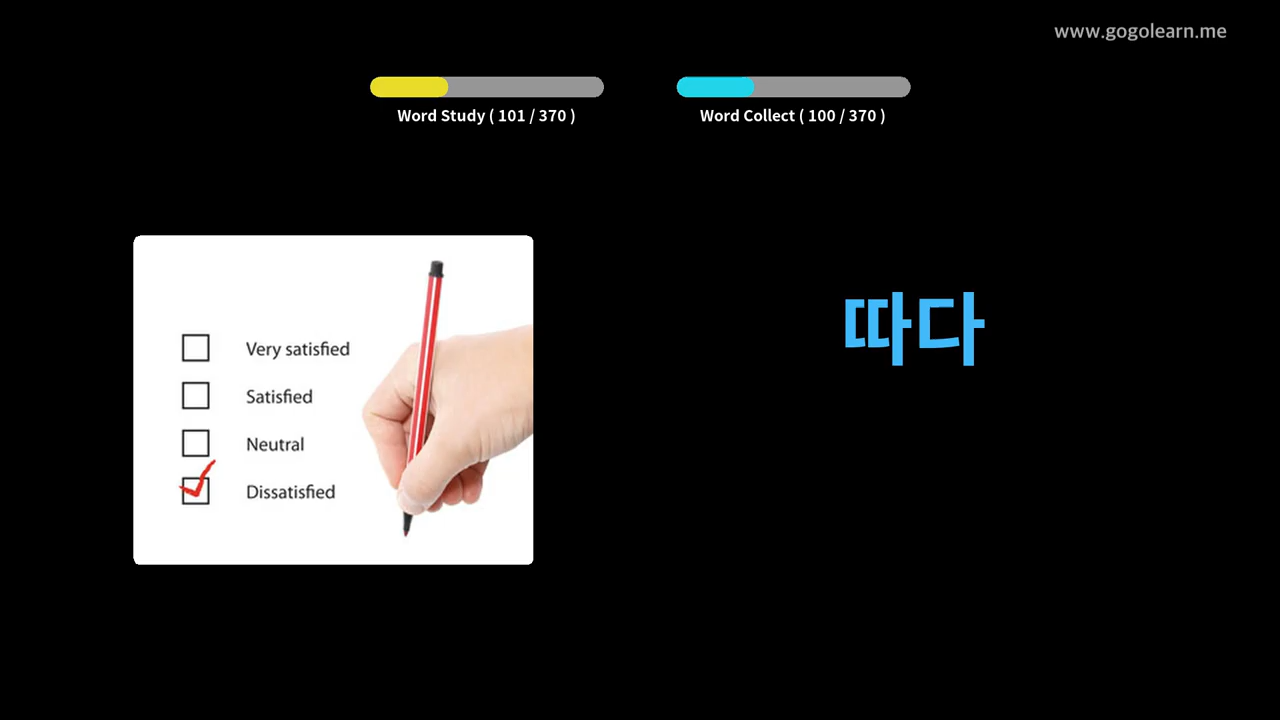 www.gogolearn.me
Word Study ( 101 / 370 )
Word Collect ( 100 / 370 )
Very satisfied
Satisfied
Neutral
Dissatisfied
따다